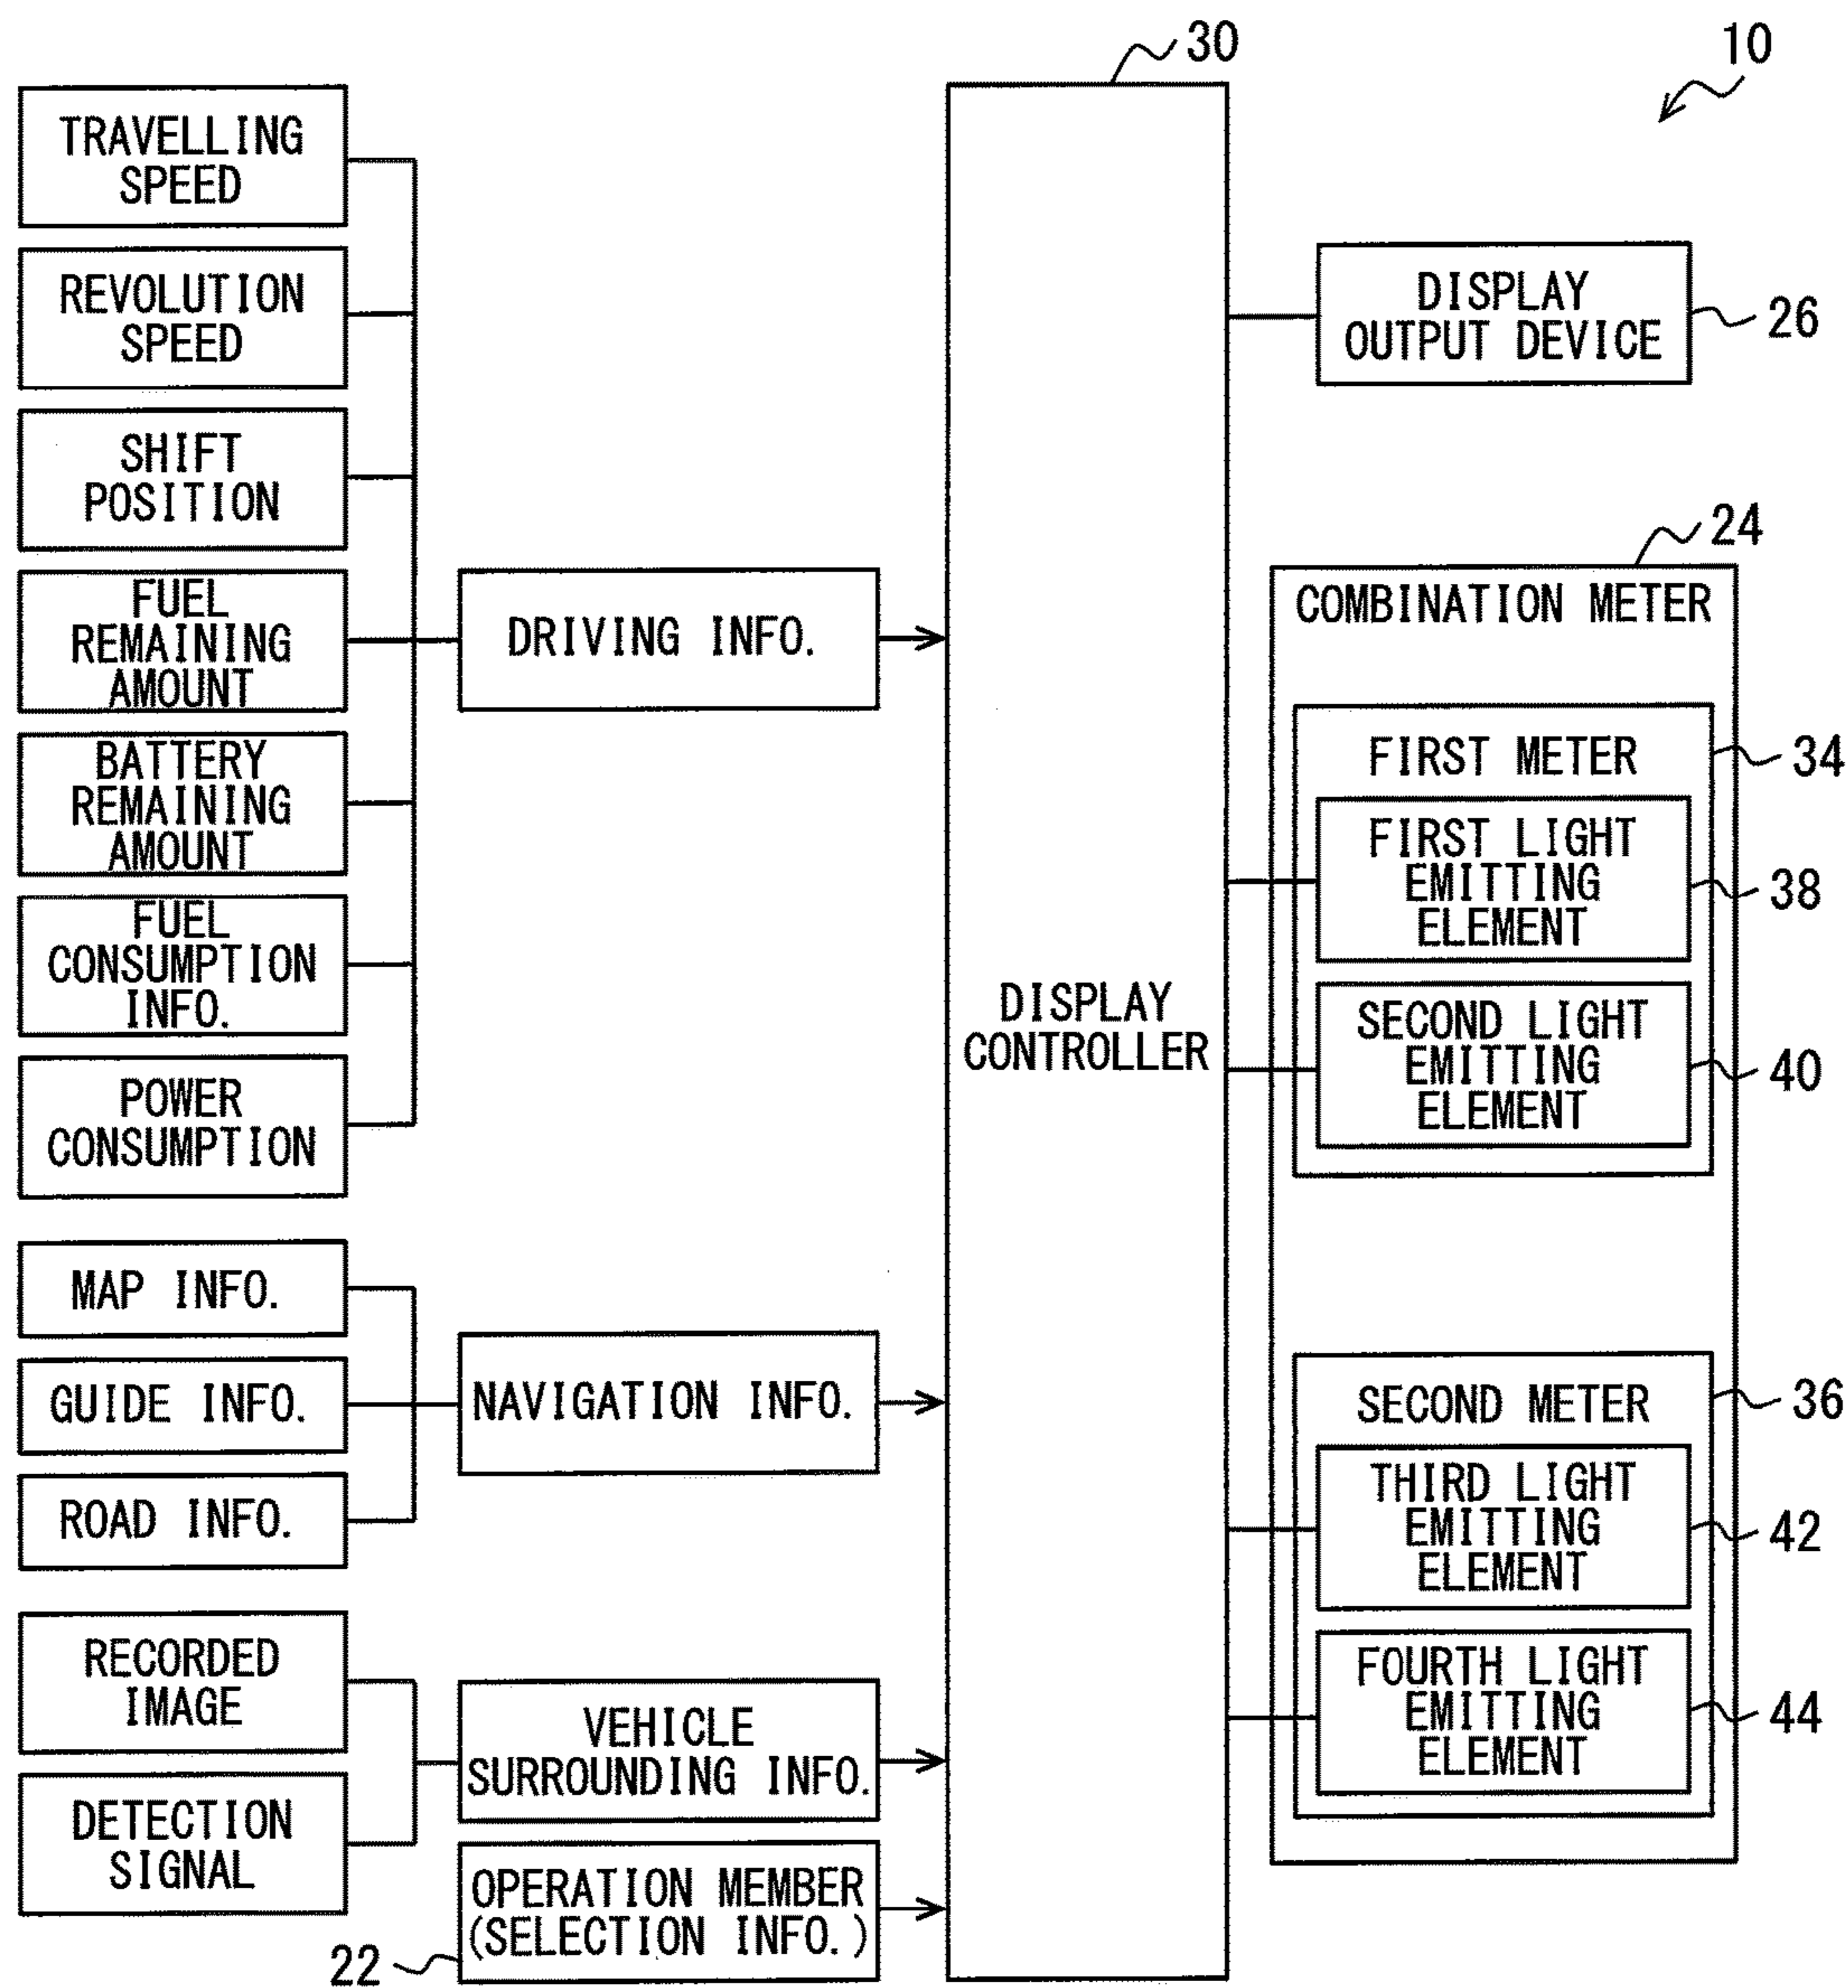 30
10
TRAVELLING
SPEED
REVOLUTION
SPEED
SHIFT
POSITION
FUEL
REMAINING
AMOUNT
BATTERY
REMAINING
AMOUNT
FUEL
CONSUMPTION
INFO.
POWER
CONSUMPTION
MAP INFO.
GUIDE INFO.
ROAD INFO.
RECORDED
IMAGE
DETECTION
SIGNAL
DRIVING INFO.
NAVIGATION INFO.
VEHICLE
SURROUNDING INFO.
OPERATION MEMBER
(SELECTION INFO.)
22
DISPLAY
CONTROLLER
DISPLAY
OUTPUT DEVICE
26
24
COMBINATION METER
FIRST METER
34
FIRST LIGHT
EMITTING
ELEMENT
38
SECOND LIGHT
EMITTING
ELEMENT
40
SECOND METER
36
THIRD LIGHT
EMITTING
ELEMENT
42
FOURTH LIGHT
EMITTING
ELEMENT
44